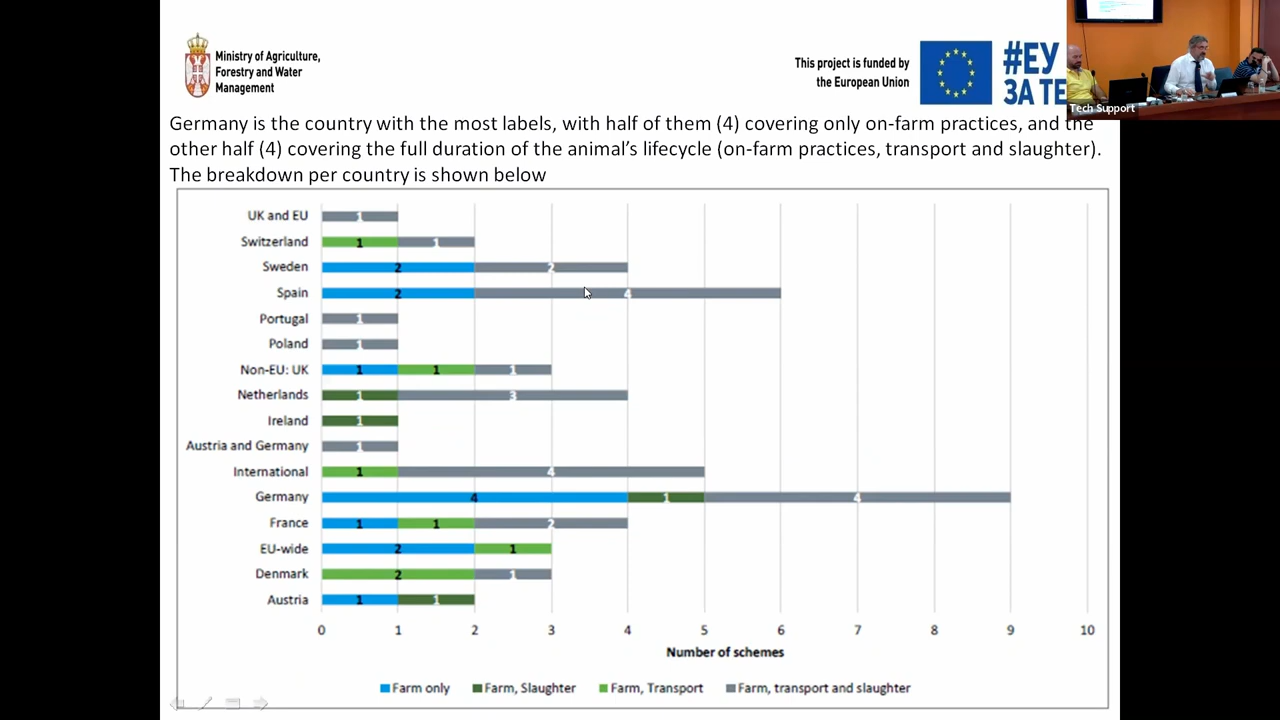 Ministry of Agriculture,
Forestry and Water
Management
This project is funded by
the European Union
#ЕУ
ЗА ТЕ
Tech Support
Germany is the country with the most labels, with half of them (4) covering only on-farm practices, and the
other half (4) covering the full duration of the animal's lifecycle (on-farm practices, transport and slaughter).
The breakdown per country is shown below
UK and EU 1
Switzerland 1 1
Sweden 2 2
Spain 2 4
Portugal 1
Poland 1
Non-EU: UK 1 1 1
Netherlands 1 3
Ireland 1
Austria and Germany 1
International 1 4
Germany 4 1 4
France 1 1 2
EU-wide 2 1
Denmark 2 1
Austria 1 1
0 1 2 3 4 5 6 7 8 9 10
Number of schemes
Farm only Farm, Slaughter Farm, Transport Farm, transport and slaughter